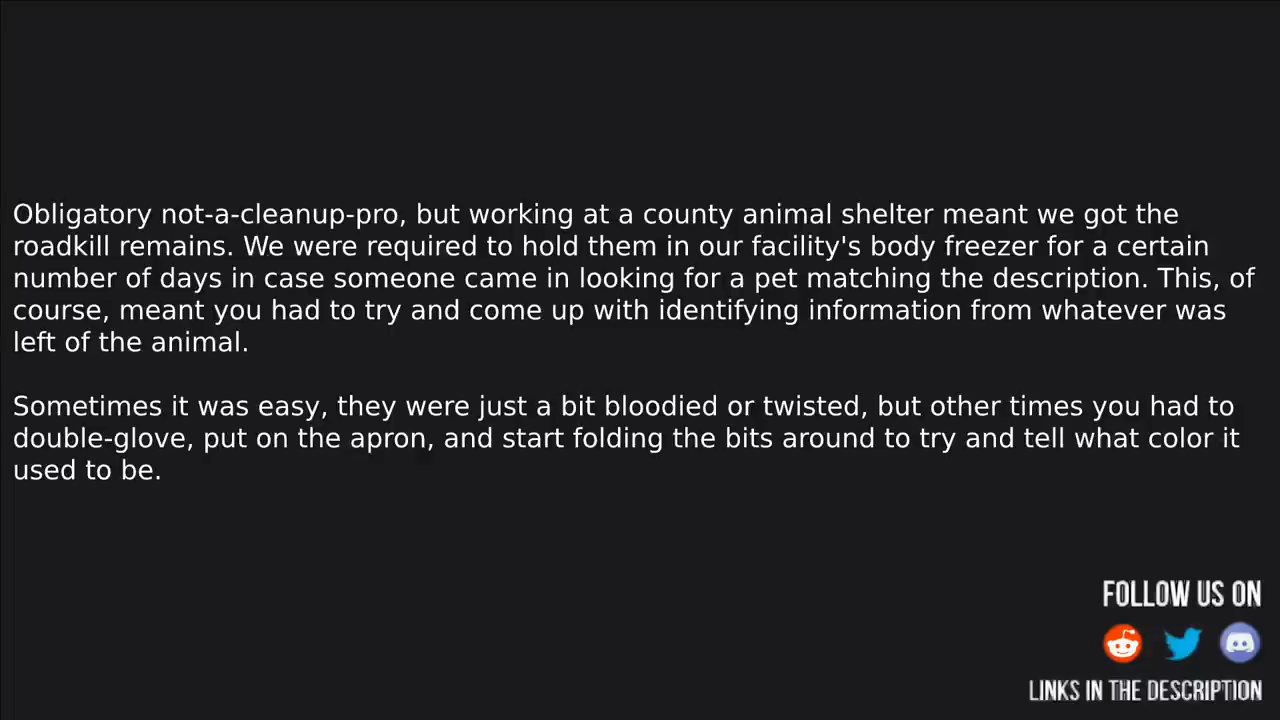 Obligatory not-a-cleanup-pro, but working at a county animal shelter meant we got the
roadkill remains. We were required to hold them in our facility's body freezer for a certain
number of days in case someone came in looking for a pet matching the description. This, of
course, meant you had to try and come up with identifying information from whatever was
left of the animal.
Sometimes it was easy, they were just a bit bloodied or twisted, but other times you had to
double-glove, put on the apron, and start folding the bits around to try and tell what color it
used to be.
FOLLOW US ON
LINKS IN THE DESCRIPTION